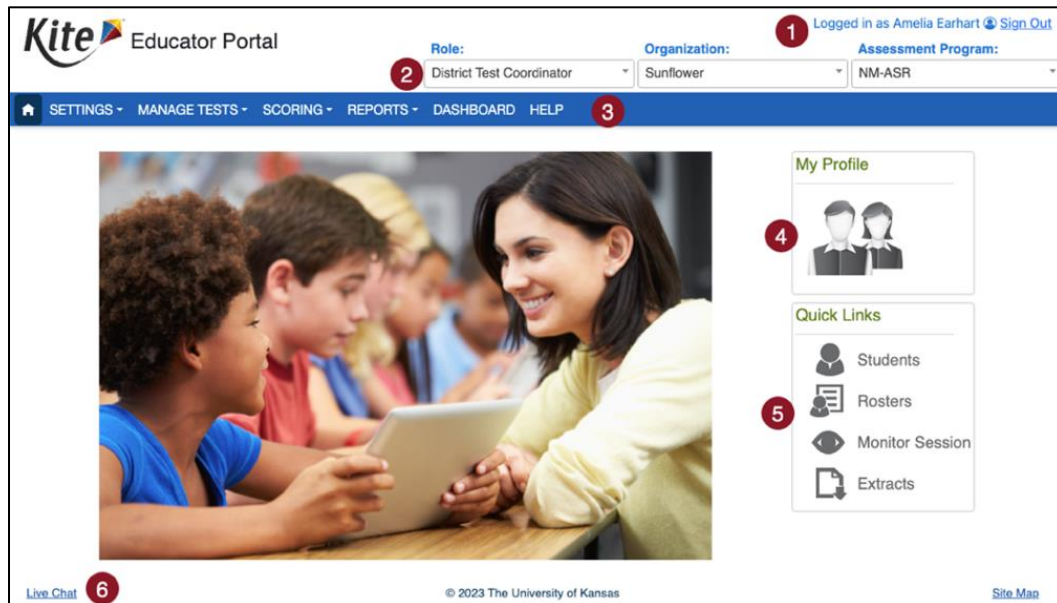 Kite Educator Portal
1 Logged in as Amelia Earhart Sign Out
Role: Organization: Assessment Program:
2 District Test Coordinator Sunflower NM-ASR
SETTINGS MANAGE TESTS SCORING REPORTS DASHBOARD HELP 3
My Profile
4
Quick Links
Students
5 Rosters
Monitor Session
Extracts
Live Chat 6 © 2023 The University of Kansas Site Map